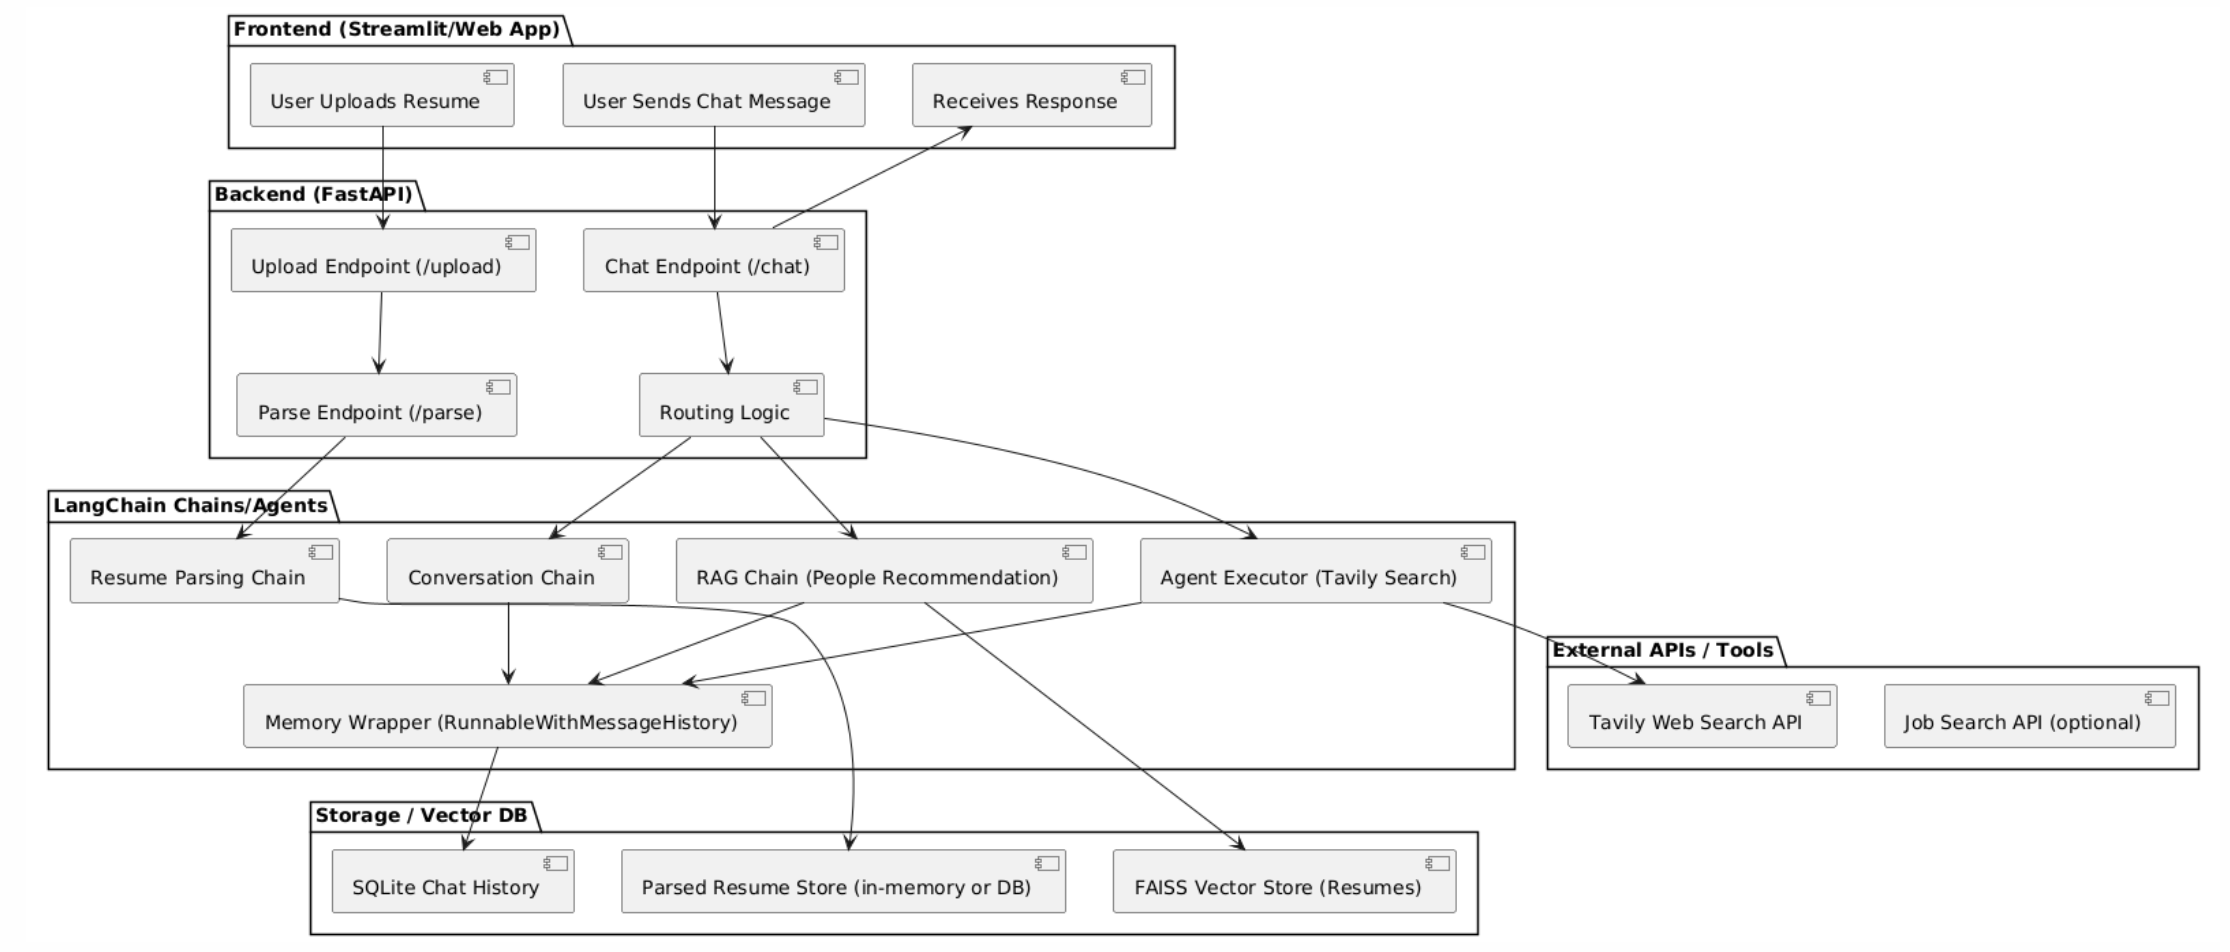 Frontend (Streamlit/Web App)
User Uploads Resume
User Sends Chat Message
Receives Response
Backend (FastAPI)
Upload Endpoint (/upload)
Chat Endpoint (/chat)
Parse Endpoint (/parse)
Routing Logic
LangChain Chains/Agents
Resume Parsing Chain
Conversation Chain
RAG Chain (People Recommendation)
Agent Executor (Tavily Search)
External APIs / Tools
Memory Wrapper (RunnableWithMessageHistory)
Tavily Web Search API
Job Search API (optional)
Storage / Vector DB
SQLite Chat History
Parsed Resume Store (in-memory or DB)
FAISS Vector Store (Resumes)